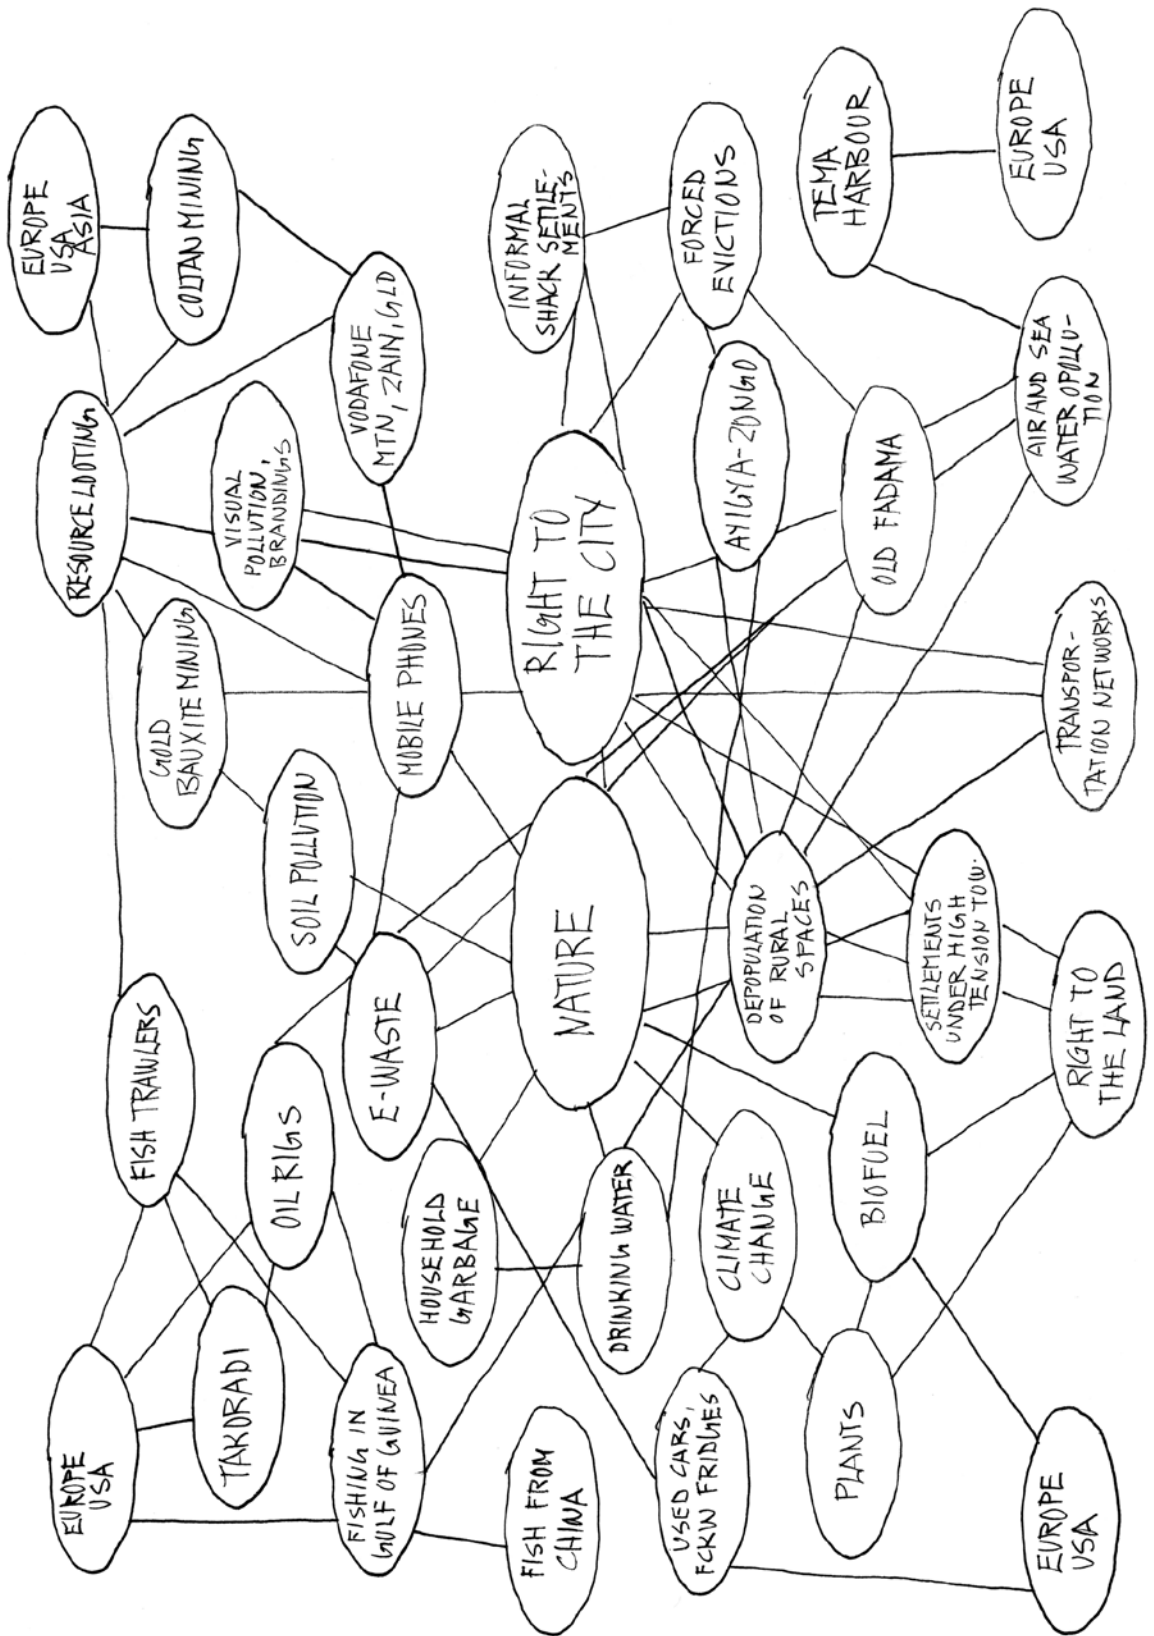 EUROPE
USA
FISH TRAWLERS
RESOURCE LOOTING
EUROPE
USA
ASIA
TAKORADI
OIL RIGS
GOLD
BAUXITE MINING
COLTAN MINING
SOIL POLLUTION
VISUAL
POLLUTION,
BRANDINGS
FISHING IN
GULF OF GUINEA
E-WASTE
MOBILE PHONES
VODAFONE
MTN, ZAIN, GLO
HOUSEHOLD
GARBAGE
FISH FROM
CHINA
NATURE
RIGHT TO
THE CITY
INFORMAL
SHACK SETTLE-
MENTS
DRINKING WATER
USED CARS,
FCKW FRIDGES
CLIMATE
CHANGE
DEPOPULATION
OF RURAL
SPACES
AYIGYA-ZONGO
FORCED
EVICTIONS
PLANTS
BIOFUEL
SETTLEMENTS
UNDER HIGH
TENSION TOW.
OLD FADAMA
TEMA
HARBOUR
EUROPE
USA
RIGHT TO
THE LAND
TRANSPOR-
TATION NETWORKS
AIR AND SEA
WATER OPOLLU-
TION
EUROPE
USA